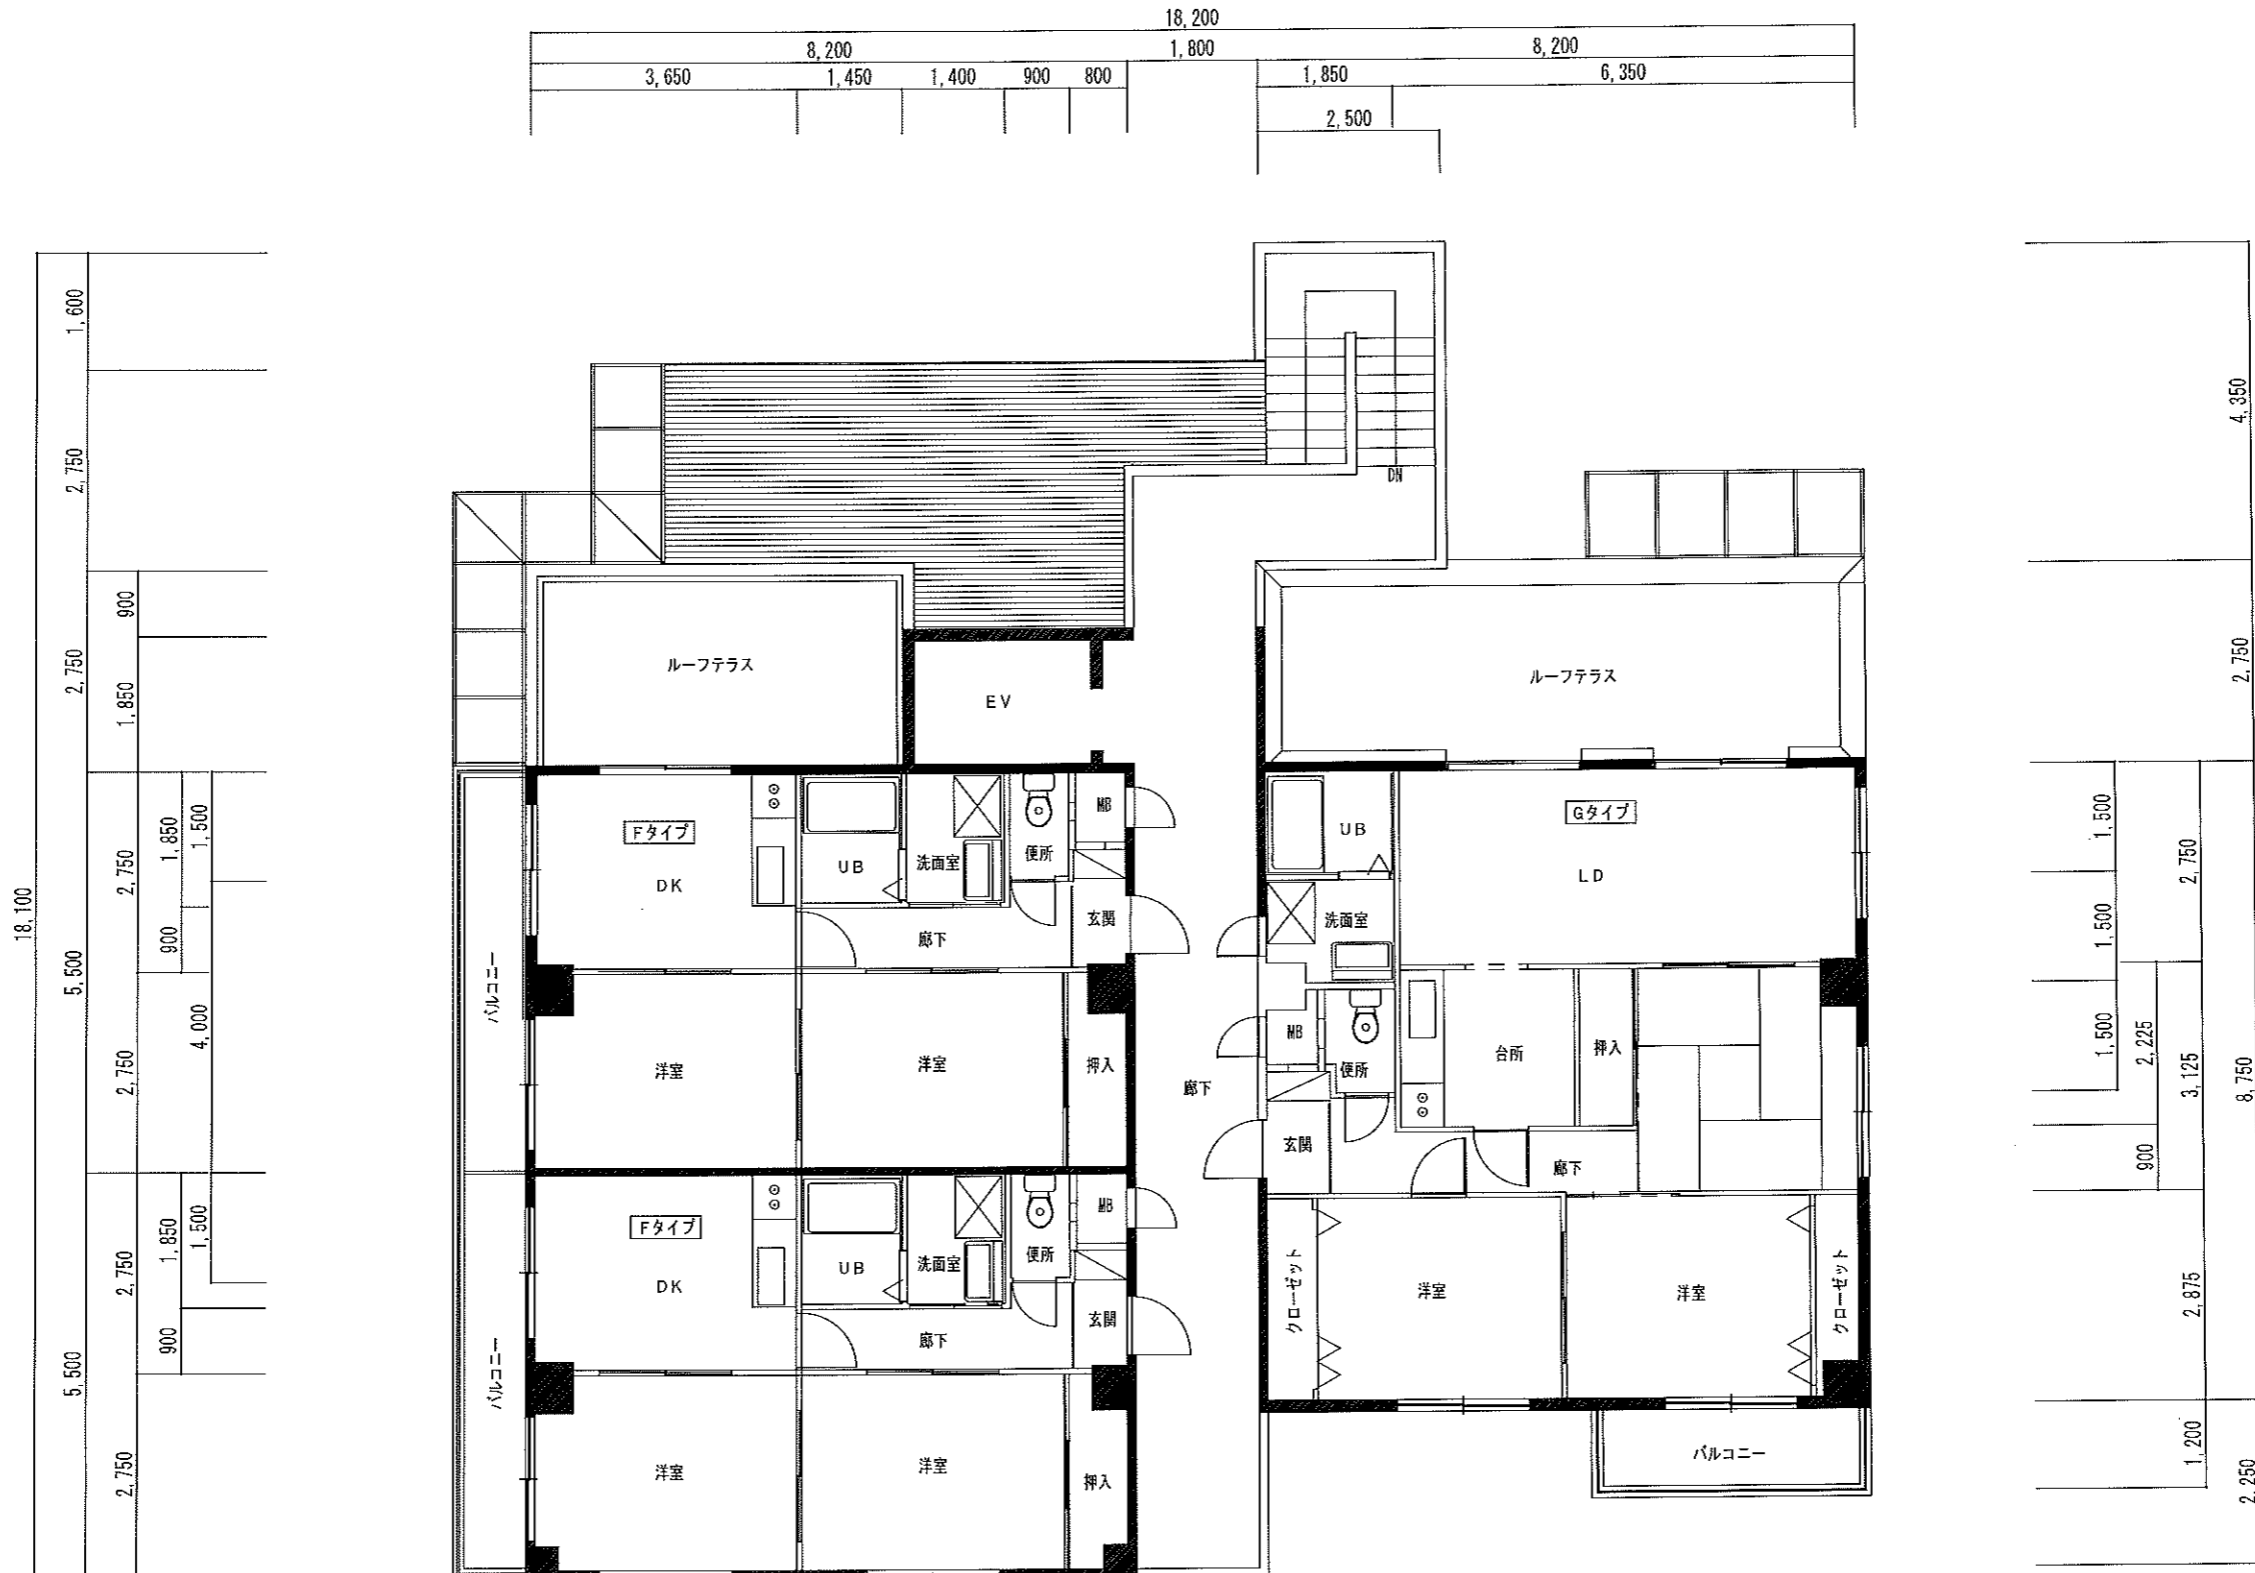 18,200
8,200
1,800
8,200
3,650
1,450
1,400
900
800
1,850
6,350
2,500
1,600
2,750
2,750
5,500
5,500
18,100
900
1,850
2,750
2,750
2,750
2,750
1,850
900
1,850
900
1,500
4,000
1,500
DN
ルーフテラス
EV
ルーフテラス
Fタイプ
DK
UB
洗面室
便所
MB
玄関
廊下
バルコニー
洋室
洋室
押入
廊下
Gタイプ
UB
LD
洗面室
MB
便所
台所
押入
玄関
廊下
Fタイプ
DK
UB
洗面室
便所
MB
玄関
廊下
バルコニー
洋室
洋室
押入
クローゼット
洋室
洋室
クローゼット
バルコニー
1,500
1,500
1,500
2,225
900
2,750
3,125
2,875
1,200
4,350
2,750
8,750
2,250